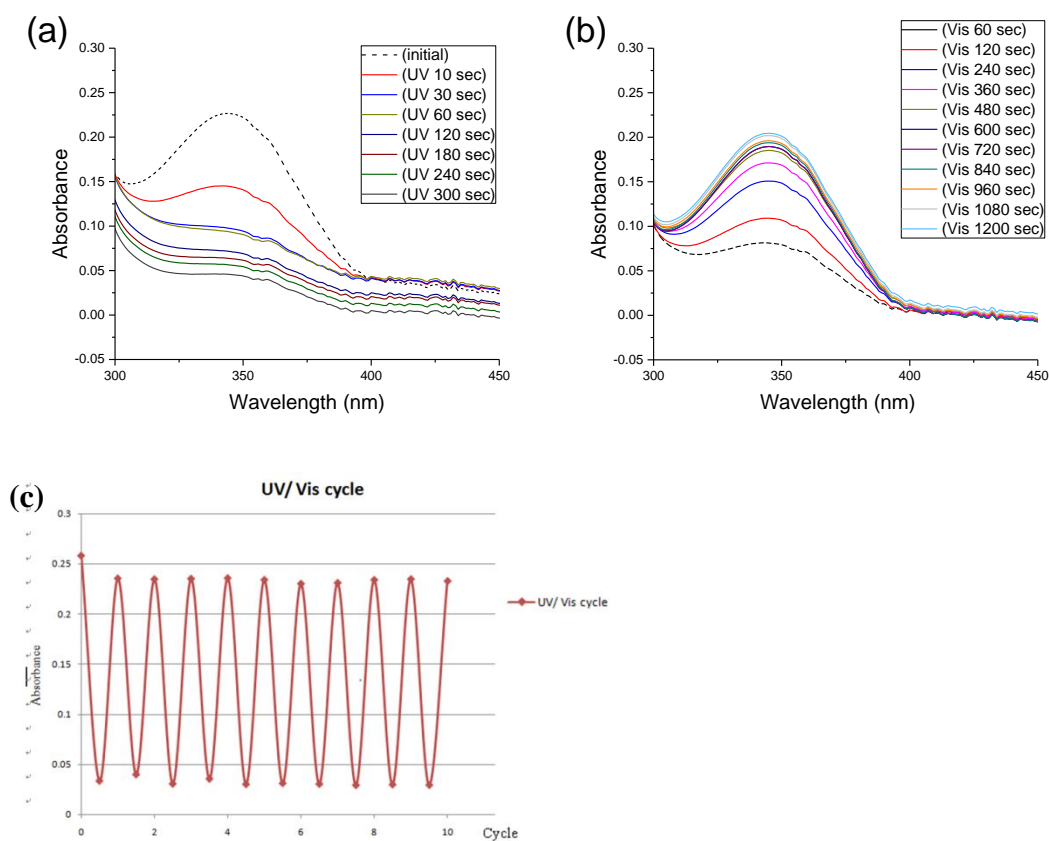 (a)
(initial)
(UV 10 sec)
(UV 30 sec)
(UV 60 sec)
(UV 120 sec)
(UV 180 sec)
(UV 240 sec)
(UV 300 sec)
0.30
0.25
0.20
0.15
0.10
0.05
0.00
-0.05
Absorbance
300 350 400 450
Wavelength (nm)
(b)
(Vis 60 sec)
(Vis 120 sec)
(Vis 240 sec)
(Vis 360 sec)
(Vis 480 sec)
(Vis 600 sec)
(Vis 720 sec)
(Vis 840 sec)
(Vis 960 sec)
(Vis 1080 sec)
(Vis 1200 sec)
0.30
0.25
0.20
0.15
0.10
0.05
0.00
-0.05
Absorbance
300 350 400 450
Wavelength (nm)
(c)
UV/ Vis cycle
0.3
0.25
0.2
0.15
0.1
0.05
0
Absorbance
UV/ Vis cycle
0 2 4 6 8 10
Cycle